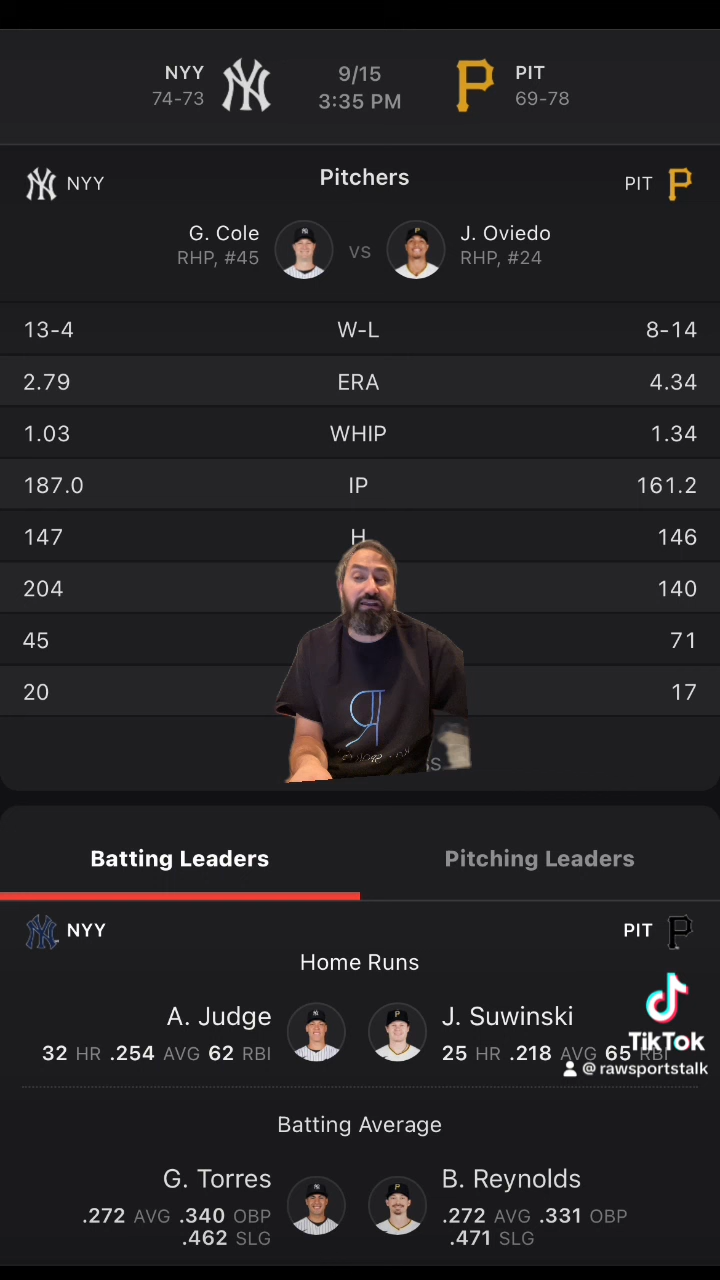 NYY
74-73
9/15
3:35 PM
PIT
69-78
NYY
Pitchers
PIT
G. Cole
RHP, #45
VS
J. Oviedo
RHP, #24
13-4 W-L 8-14
2.79 ERA 4.34
1.03 WHIP 1.34
187.0 IP 161.2
147 H 146
204 140
45 71
20 17
Batting Leaders
Pitching Leaders
NYY
PIT
Home Runs
A. Judge
32 HR .254 AVG 62 RBI
J. Suwinski
25 HR .218 AVG 65 RBI
TikTok
@rawsportstalk
Batting Average
G. Torres
.272 AVG .340 OBP
.462 SLG
B. Reynolds
.272 AVG .331 OBP
.471 SLG